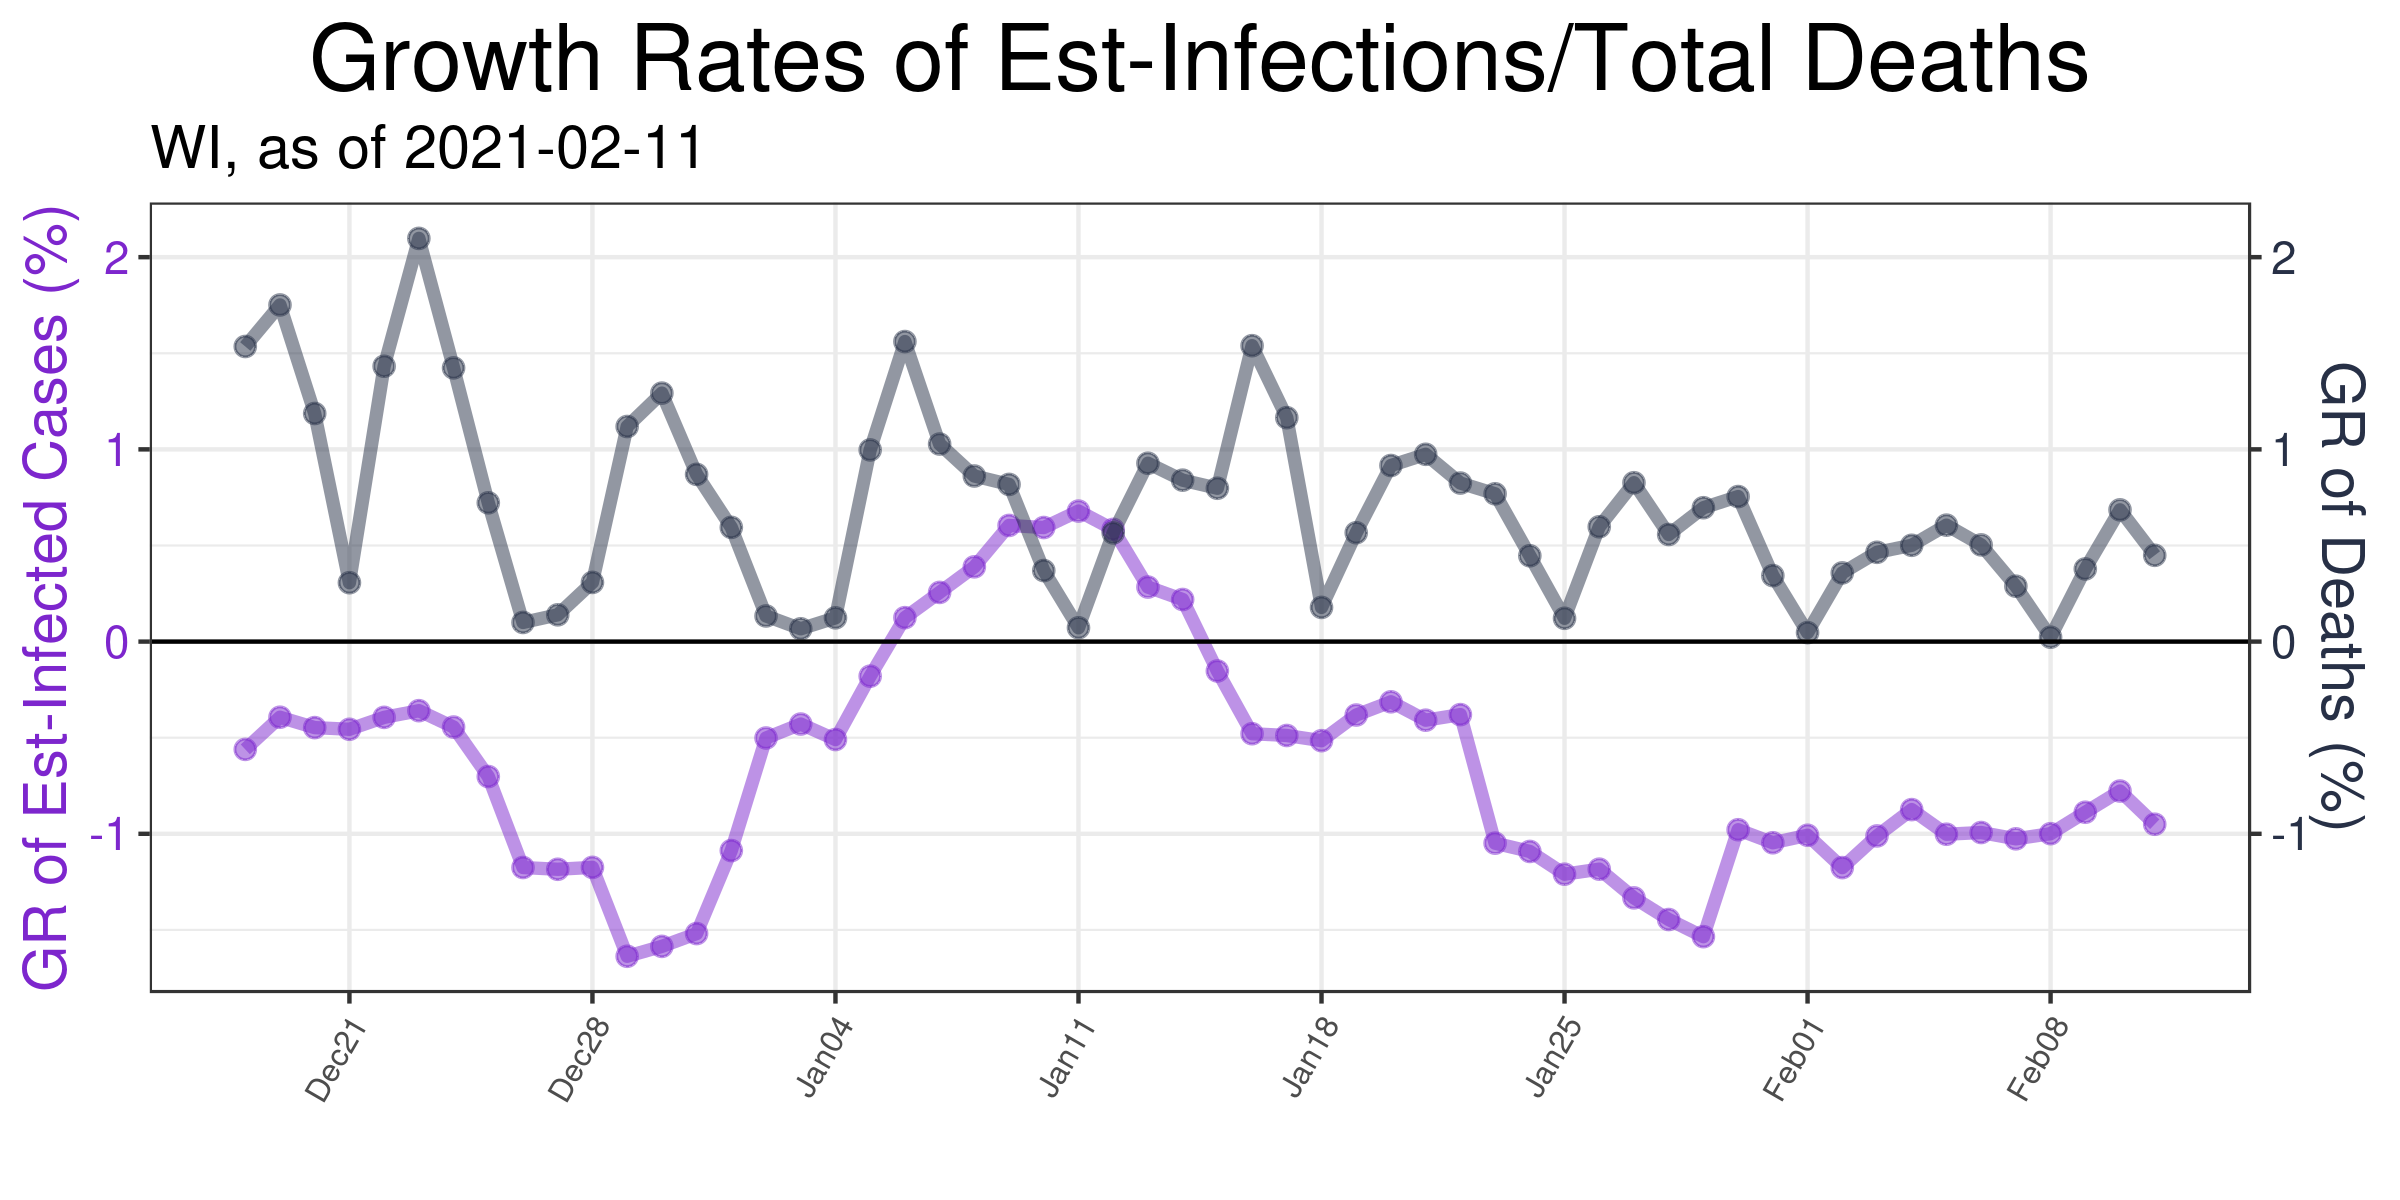 Growth Rates of Est-Infections/Total Deaths
WI, as of 2021-02-11
GR of Est-Infected Cases (%)
2
1
0
-1
2
1
0
-1
GR of Deaths (%)
Dec21
Dec28
Jan04
Jan11
Jan18
Jan25
Feb01
Feb08